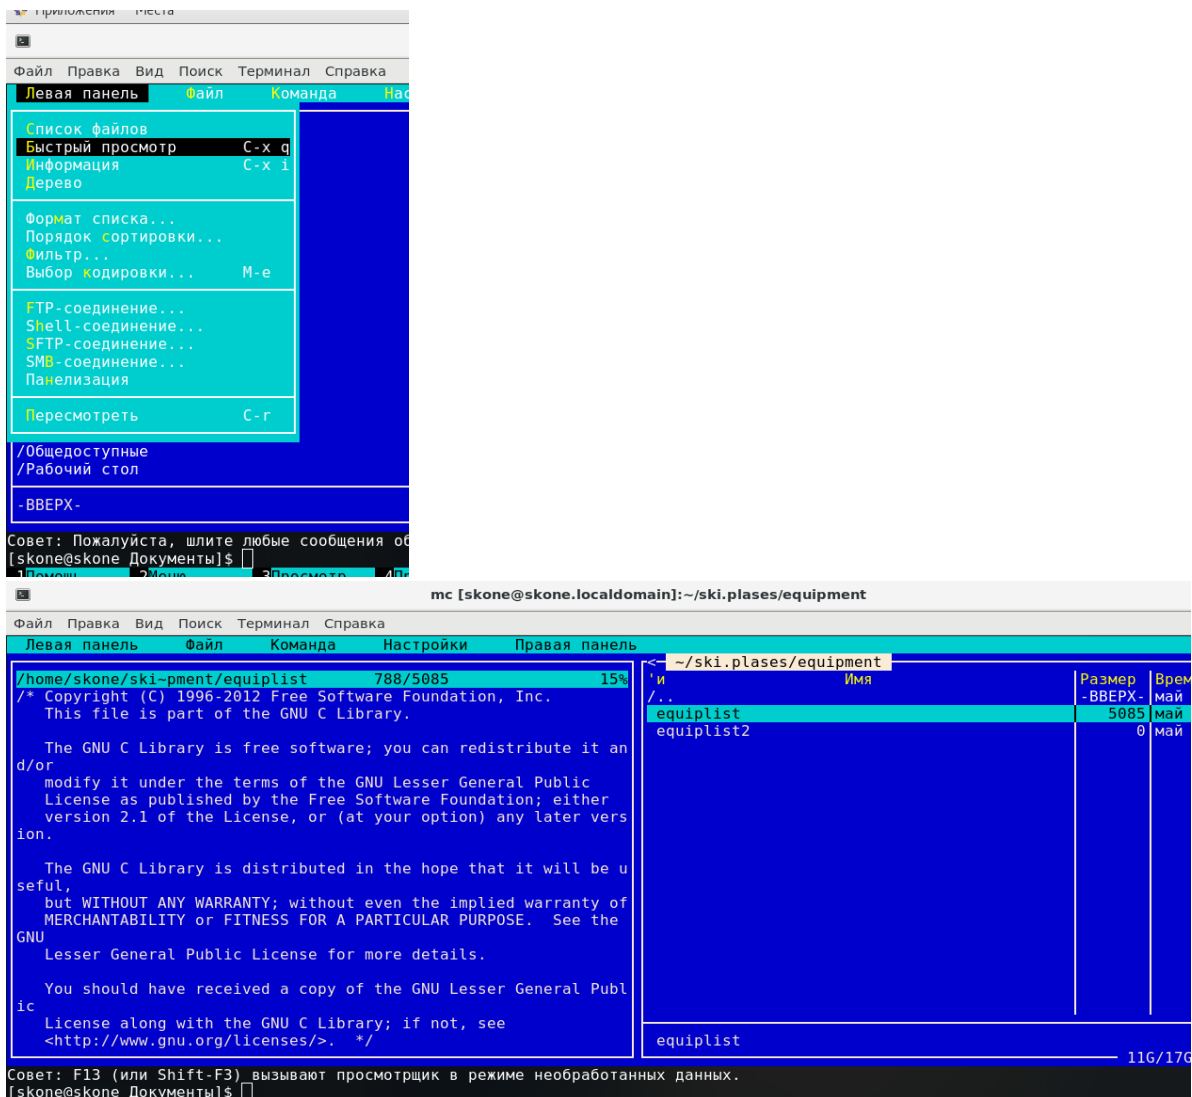 Приложения Места
Файл Правка Вид Поиск Терминал Справка
Левая панель Файл Команда Нас
Список файлов
Быстрый просмотр C-x q
Информация C-x i
Дерево
Формат списка...
Порядок сортировки...
Фильтр...
Выбор кодировки... M-e
FTP-соединение...
Shell-соединение...
SFTP-соединение...
SMB-соединение...
Панелизация
Пересмотреть C-r
/Общедоступные
/Рабочий стол
-ВВЕРХ-
Совет: Пожалуйста, шлите любые сообщения об
[skone@skone Документы]$
1Помощь 2Меню 3Просмотр 4Пр
mc [skone@skone.localdomain]:~/ski.plases/equipment
Файл Правка Вид Поиск Терминал Справка
Левая панель Файл Команда Настройки Правая панель
/home/skone/ski~pment/equiplist 788/5085 15%
/* Copyright (C) 1996-2012 Free Software Foundation, Inc.
This file is part of the GNU C Library.
The GNU C Library is free software; you can redistribute it an
d/or
modify it under the terms of the GNU Lesser General Public
License as published by the Free Software Foundation; either
version 2.1 of the License, or (at your option) any later vers
ion.
The GNU C Library is distributed in the hope that it will be u
seful,
but WITHOUT ANY WARRANTY; without even the implied warranty of
MERCHANTABILITY or FITNESS FOR A PARTICULAR PURPOSE. See the
GNU
Lesser General Public License for more details.
You should have received a copy of the GNU Lesser General Publ
ic
License along with the GNU C Library; if not, see
<http://www.gnu.org/licenses/>. */
<─ ~/ski.plases/equipment
'и Имя Размер Врем
/.. -ВВЕРХ- май
equiplist 5085 май
equiplist2 0 май
equiplist
11G/17G
Совет: F13 (или Shift-F3) вызывают просмотрщик в режиме необработанных данных.
[skone@skone Документы]$